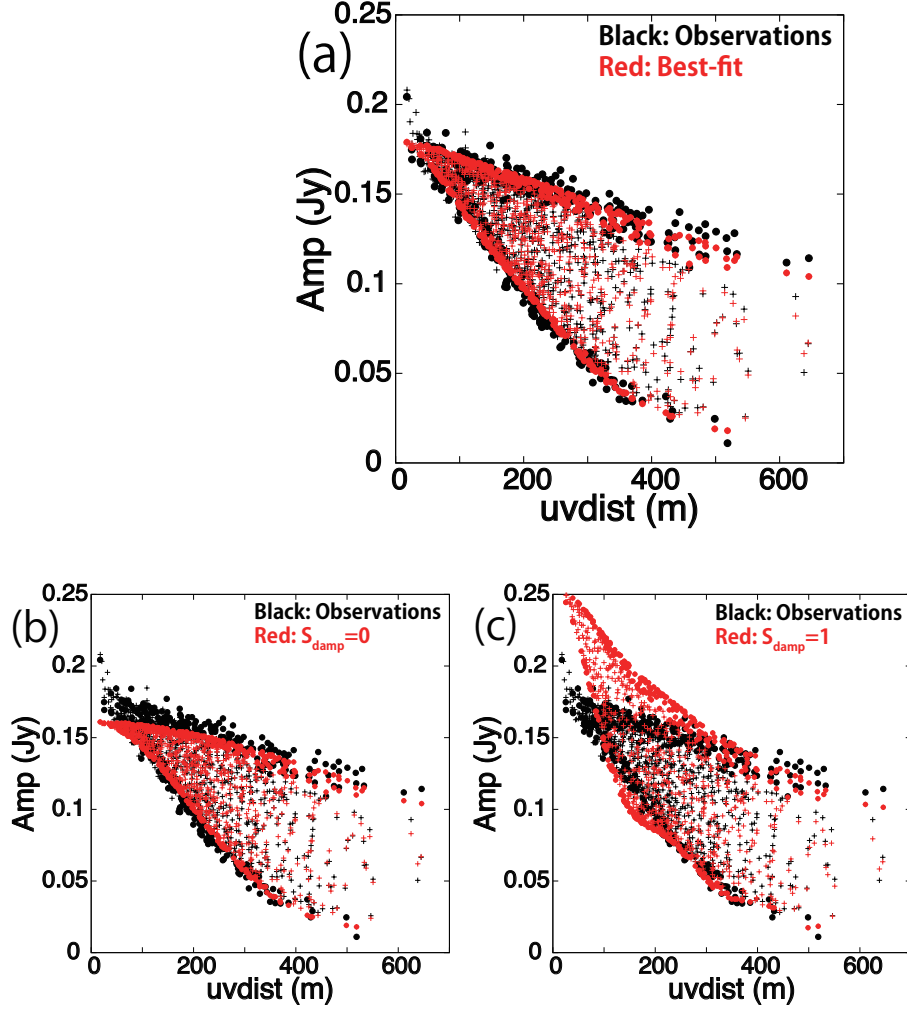 (a)
Black: Observations
Red: Best-fit
0.25
0.2
0.15
0.1
0.05
0
Amp (Jy)
0 200 400 600
uvdist (m)
(b)
Black: Observations
Red: S_damp=0
0.25
0.2
0.15
0.1
0.05
0
Amp (Jy)
0 200 400 600
uvdist (m)
(c)
Black: Observations
Red: S_damp=1
0.25
0.2
0.15
0.1
0.05
0
Amp (Jy)
0 200 400 600
uvdist (m)